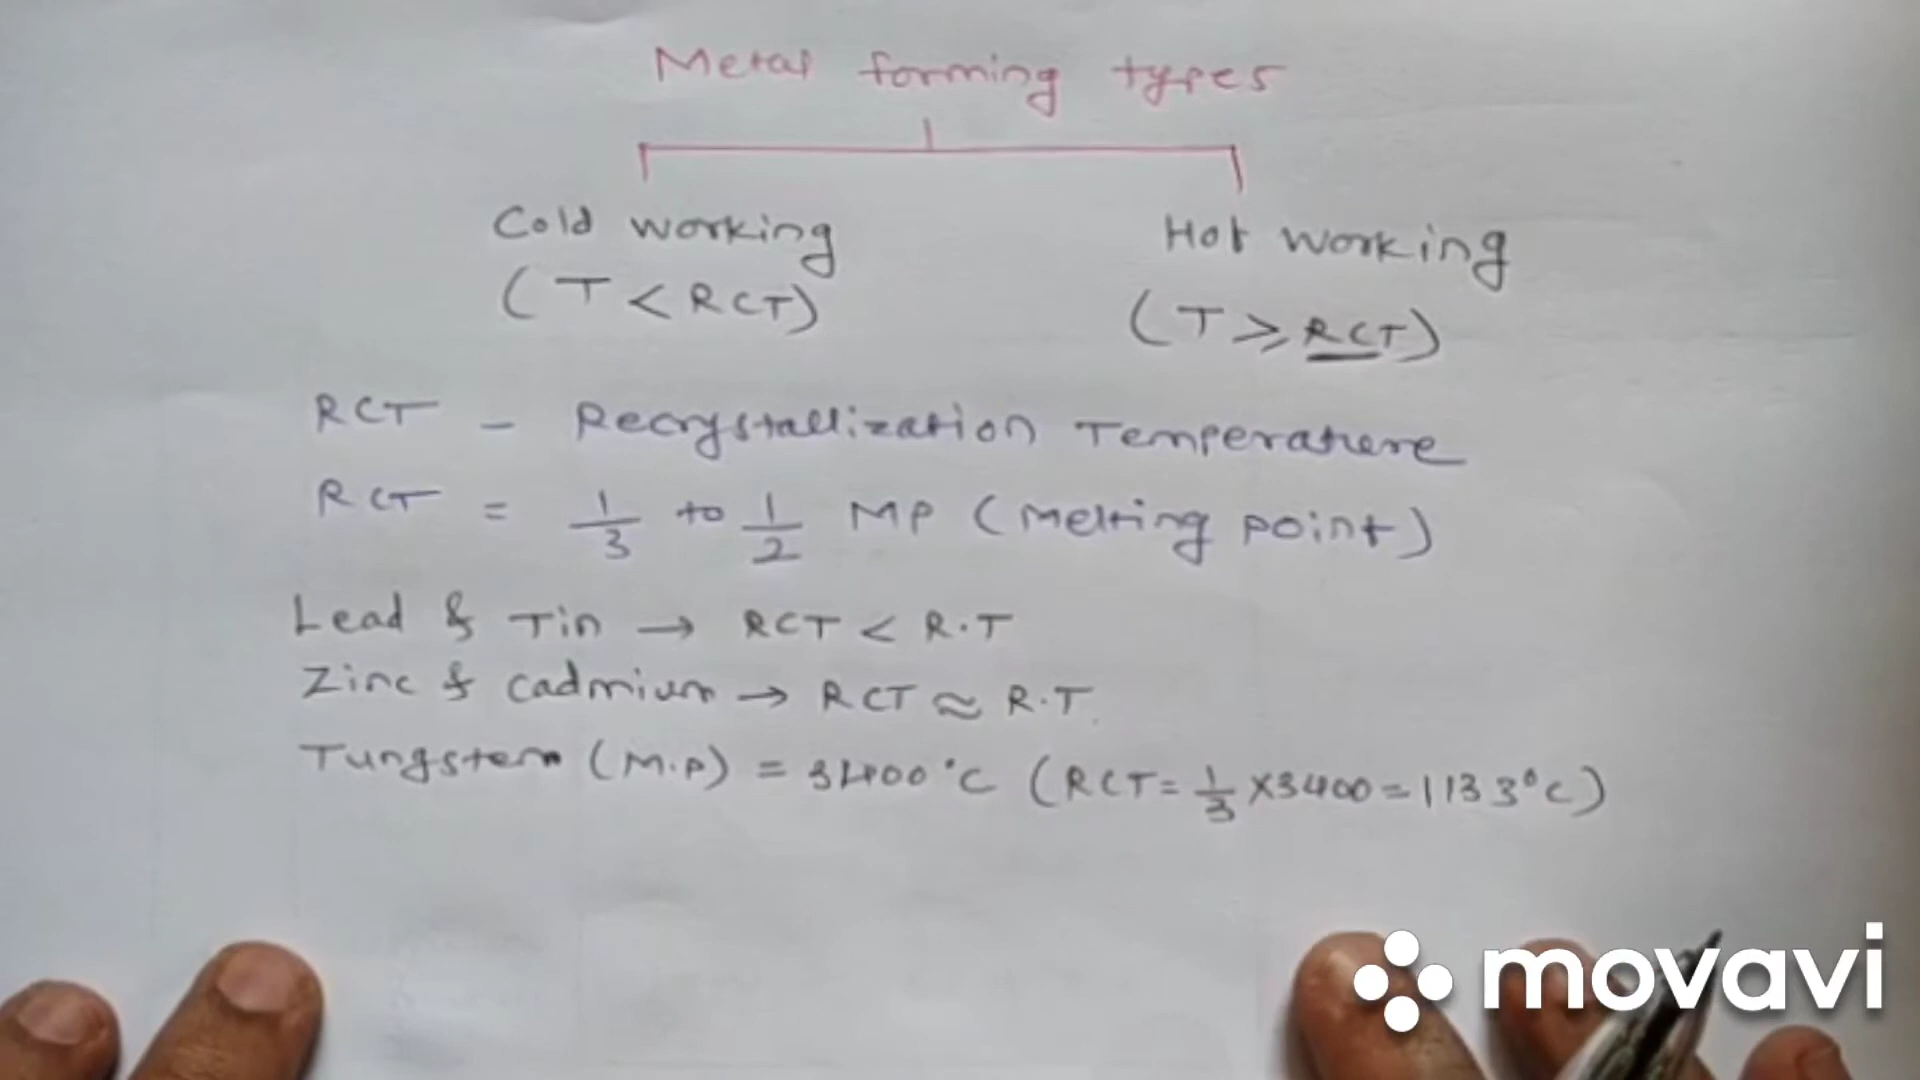 Metal forming types
Cold working
Hot working
(T < RCT)
(T ⩾ RCT)
RCT - Recrystallization Temperature
RCT = 1/3 to 1/2 MP (Melting point)
Lead & Tin → RCT < R.T
Zinc & cadmium → RCT ≈ R.T.
Tungsten (M.P) = 3400°C (RCT = 1/3 × 3400 = 1133°C)
movavi